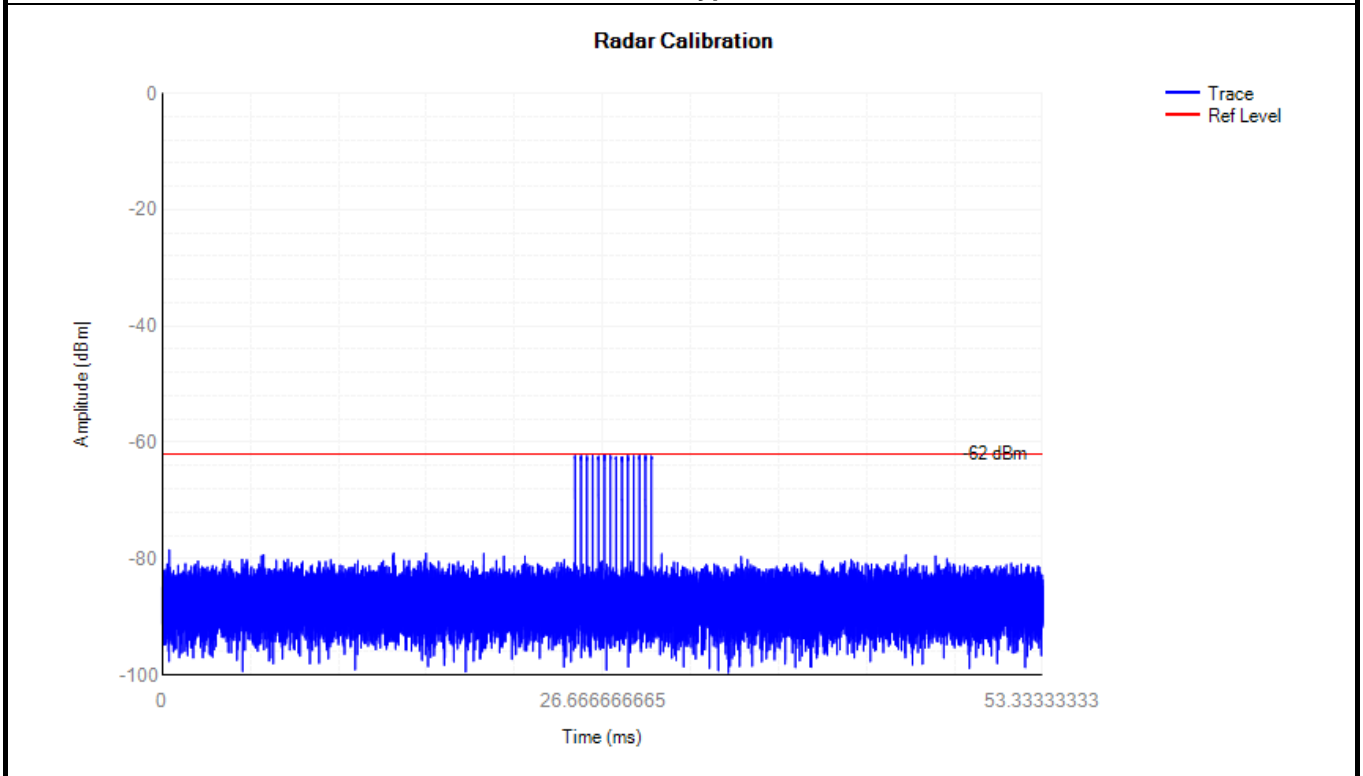 Radar Calibration
Trace
Ref Level
0
-20
-40
-60
-80
-100
Amplitude (dBm|
-62 dBm
0
26.666666665
53.33333333
Time (ms)